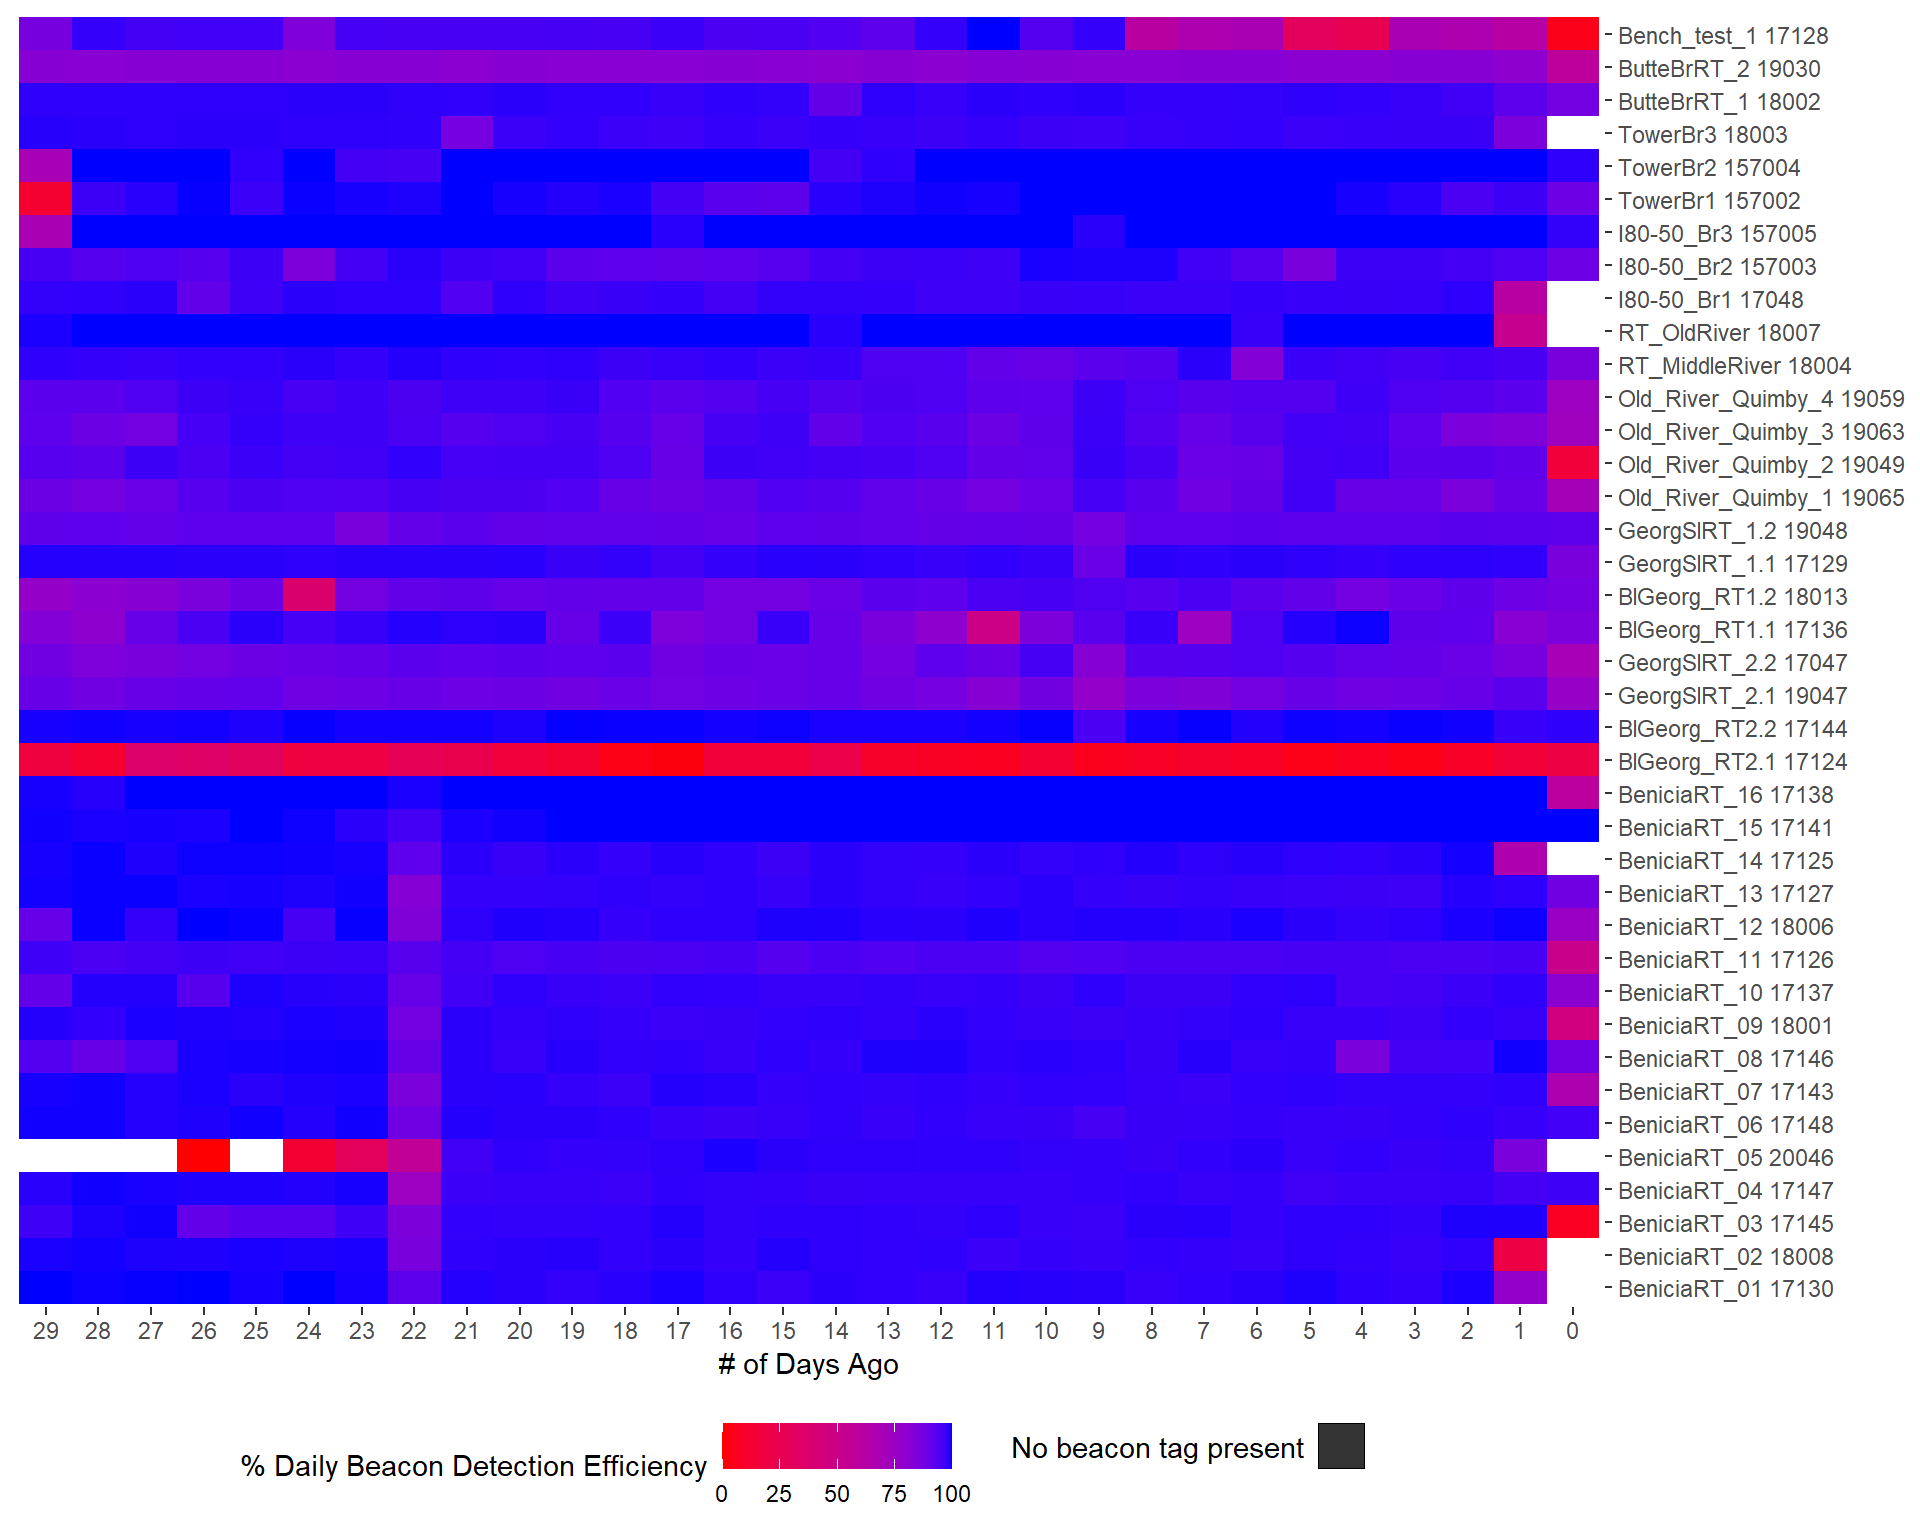 Bench_test_1 17128
ButteBrRT_2 19030
ButteBrRT_1 18002
TowerBr3 18003
TowerBr2 157004
TowerBr1 157002
I80-50_Br3 157005
I80-50_Br2 157003
I80-50_Br1 17048
RT_OldRiver 18007
RT_MiddleRiver 18004
Old_River_Quimby_4 19059
Old_River_Quimby_3 19063
Old_River_Quimby_2 19049
Old_River_Quimby_1 19065
GeorgSlRT_1.2 19048
GeorgSlRT_1.1 17129
BlGeorg_RT1.2 18013
BlGeorg_RT1.1 17136
GeorgSlRT_2.2 17047
GeorgSlRT_2.1 19047
BlGeorg_RT2.2 17144
BlGeorg_RT2.1 17124
BeniciaRT_16 17138
BeniciaRT_15 17141
BeniciaRT_14 17125
BeniciaRT_13 17127
BeniciaRT_12 18006
BeniciaRT_11 17126
BeniciaRT_10 17137
BeniciaRT_09 18001
BeniciaRT_08 17146
BeniciaRT_07 17143
BeniciaRT_06 17148
BeniciaRT_05 20046
BeniciaRT_04 17147
BeniciaRT_03 17145
BeniciaRT_02 18008
BeniciaRT_01 17130
29 28 27 26 25 24 23 22 21 20 19 18 17 16 15 14 13 12 11 10 9 8 7 6 5 4 3 2 1 0
# of Days Ago
% Daily Beacon Detection Efficiency
0 25 50 75 100
No beacon tag present